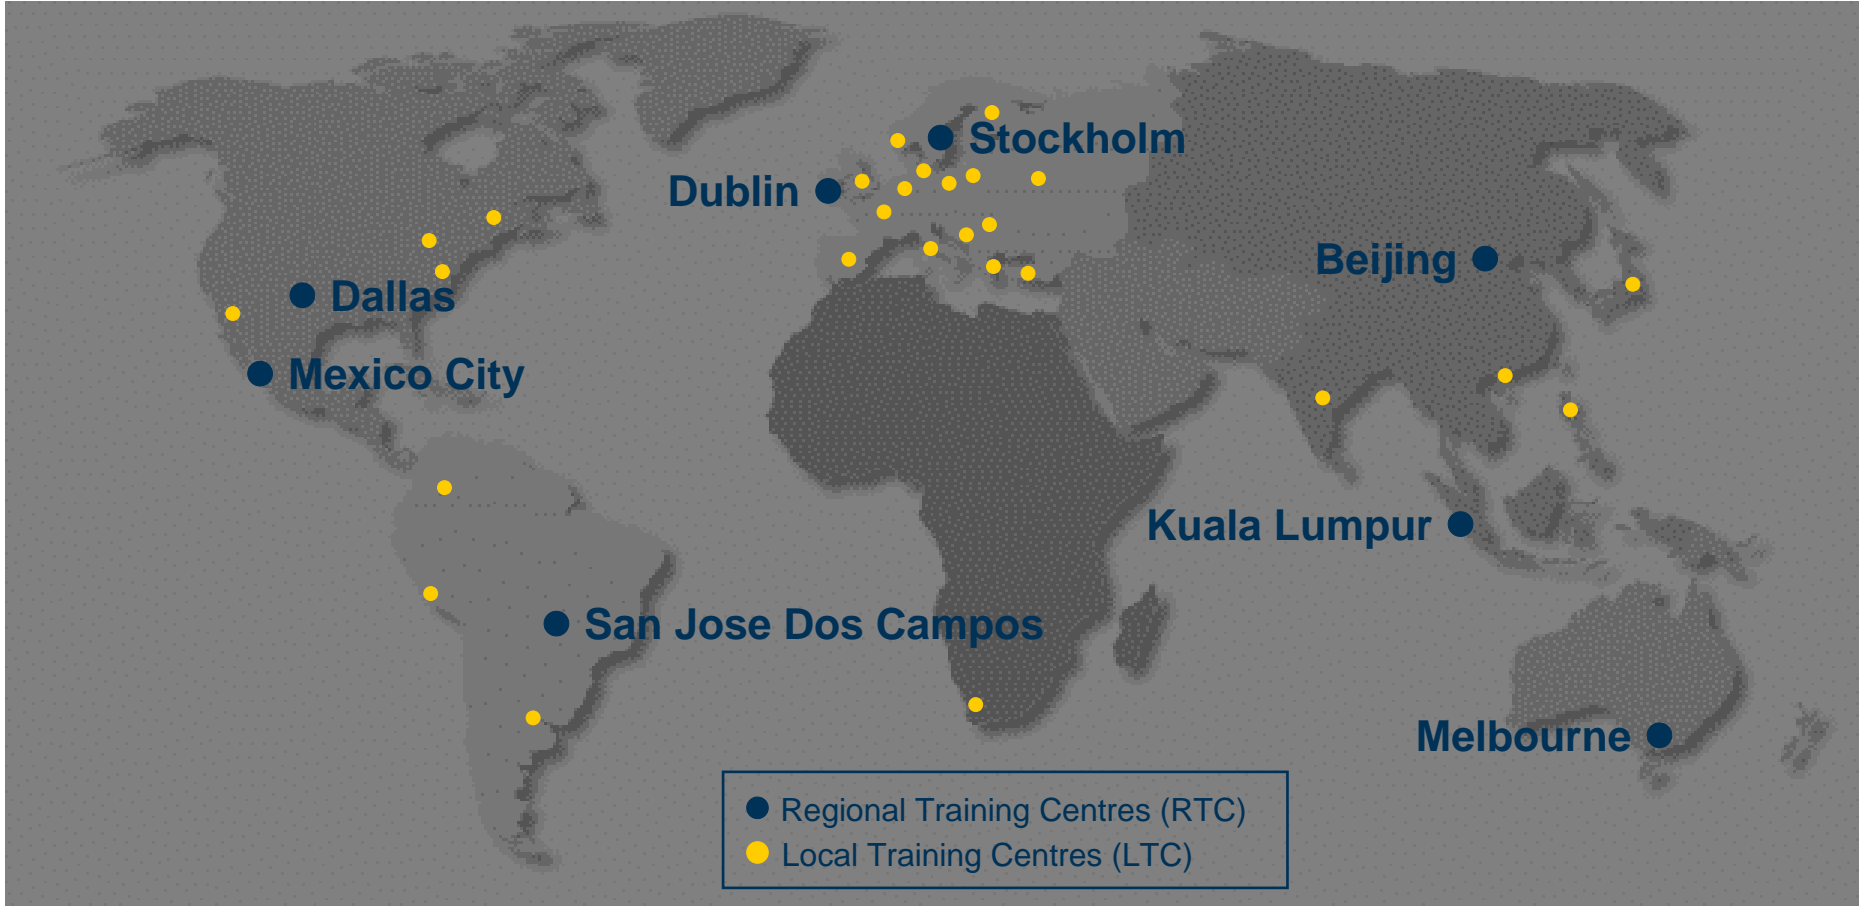 Stockholm
Dublin
Beijing
Dallas
Mexico City
Kuala Lumpur
San Jose Dos Campos
Melbourne
Regional Training Centres (RTC)
Local Training Centres (LTC)